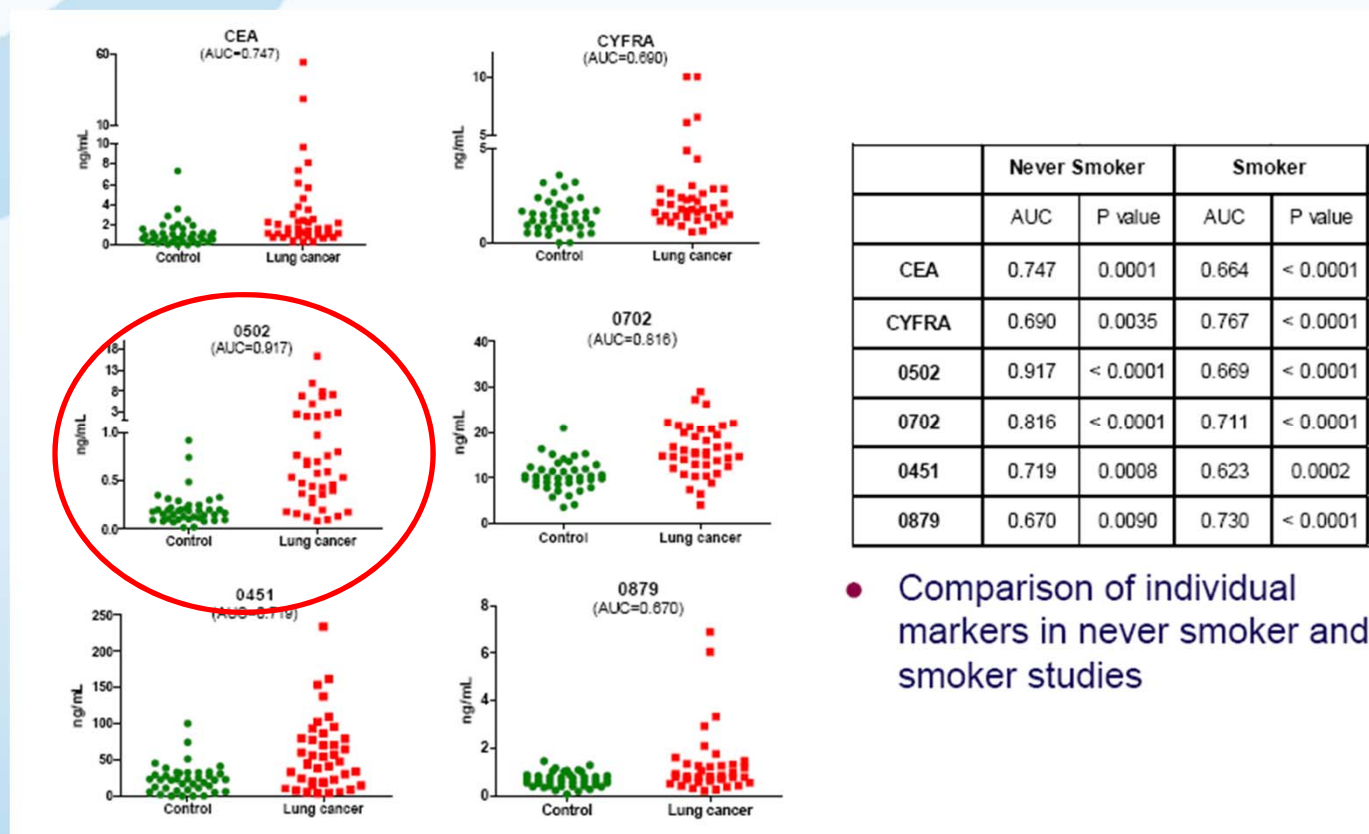 CEA
(AUC=0.747)
60
10
10
8
6
4
2
0
ng/mL
Control
Lung cancer
CYFRA
(AUC=0.690)
10
5
5
0
ng/mL
Control
Lung cancer
0502
(AUC=0.917)
18
13
8
3
1.0
0.5
0.0
ng/mL
Control
Lung cancer
0702
(AUC=0.816)
40
30
20
10
0
ng/mL
Control
Lung cancer
0451
(AUC=0.719)
250
200
150
100
50
0
ng/mL
Control
Lung cancer
0879
(AUC=0.670)
8
6
4
2
0
ng/mL
Control
Lung cancer
Never Smoker Smoker
AUC P value AUC P value
CEA 0.747 0.0001 0.664 < 0.0001
CYFRA 0.690 0.0035 0.767 < 0.0001
0502 0.917 < 0.0001 0.669 < 0.0001
0702 0.816 < 0.0001 0.711 < 0.0001
0451 0.719 0.0008 0.623 0.0002
0879 0.670 0.0090 0.730 < 0.0001
• Comparison of individual
markers in never smoker and
smoker studies